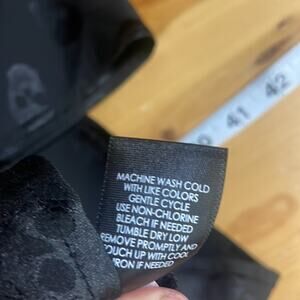 MACHINE WASH COLD
WITH LIKE COLORS
GENTLE CYCLE
USE NON-CHLORINE
BLEACH IF NEEDED
TUMBLE DRY LOW
REMOVE PROMPTLY AND
TOUCH UP WITH COOL
IRON IF NEEDED
41
42